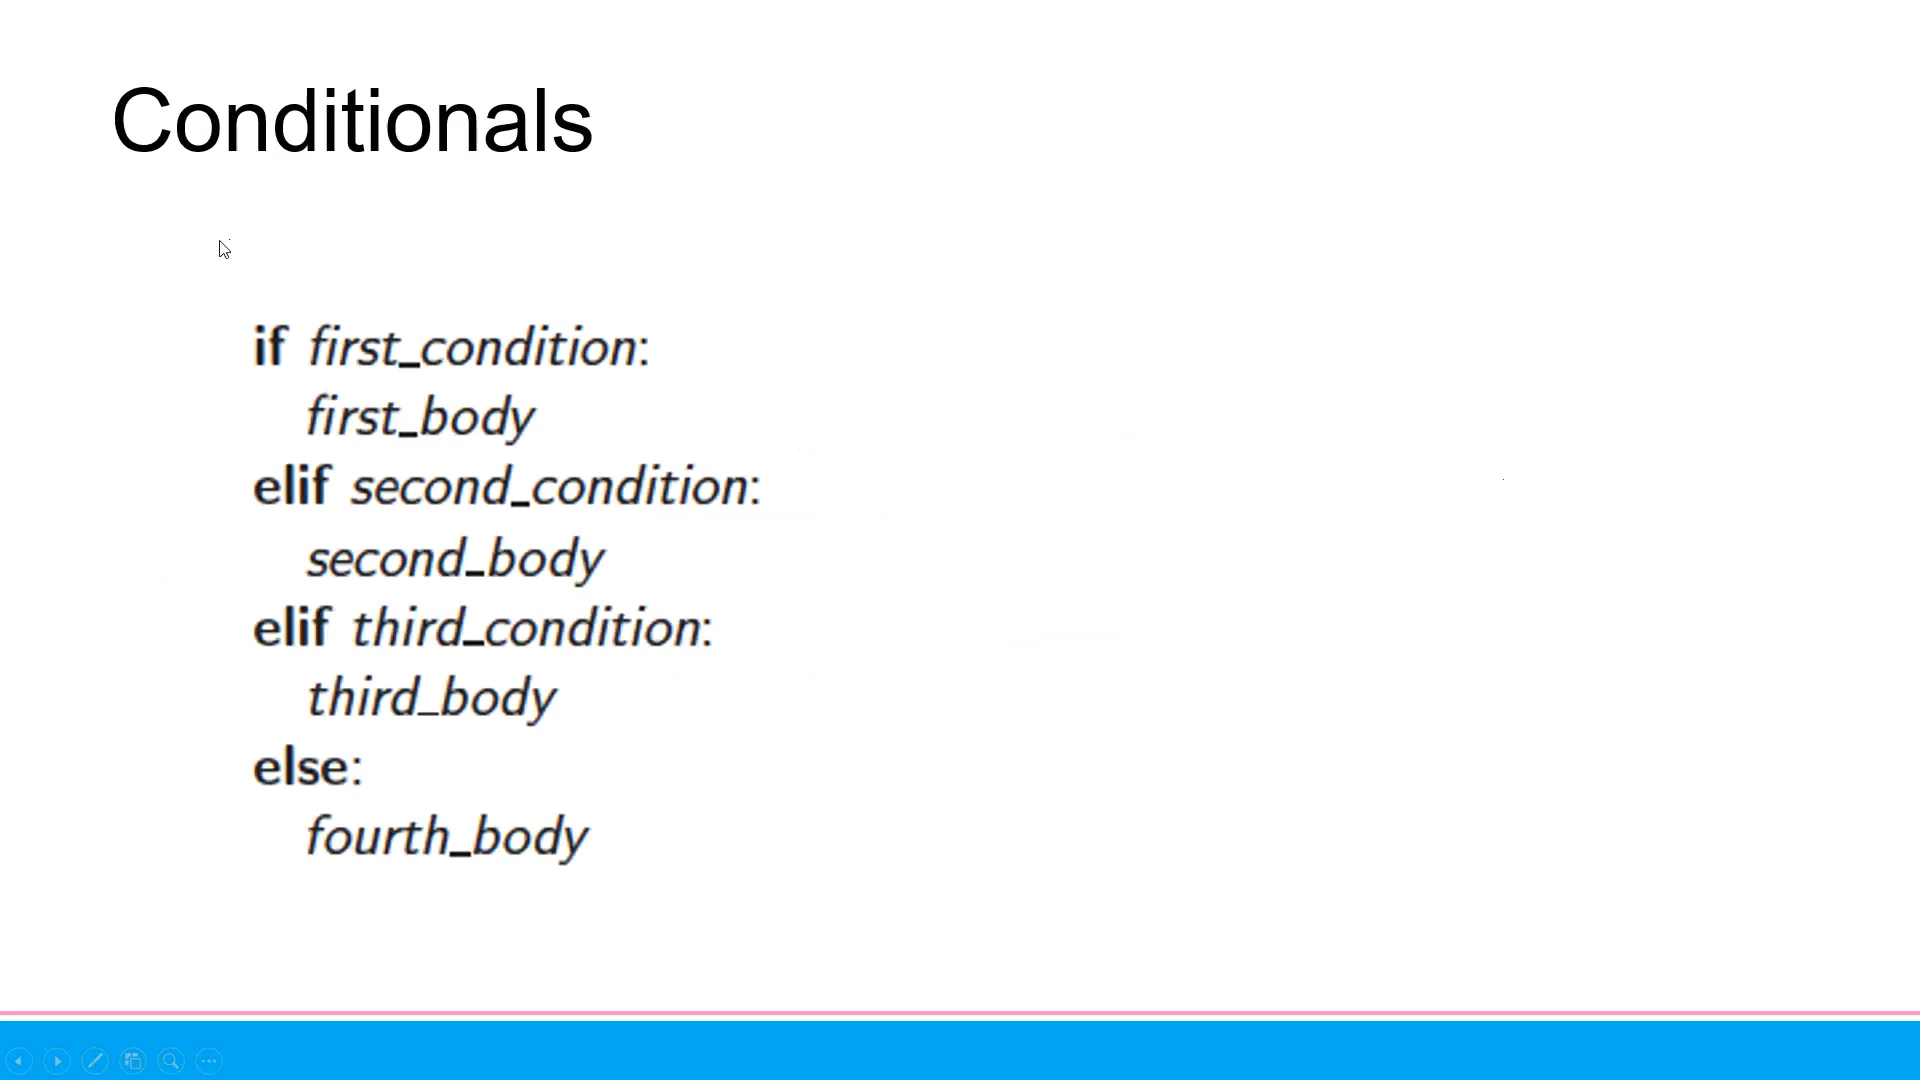 Conditionals
if first_condition:
first_body
elif second_condition:
second_body
elif third_condition:
third_body
else:
fourth_body